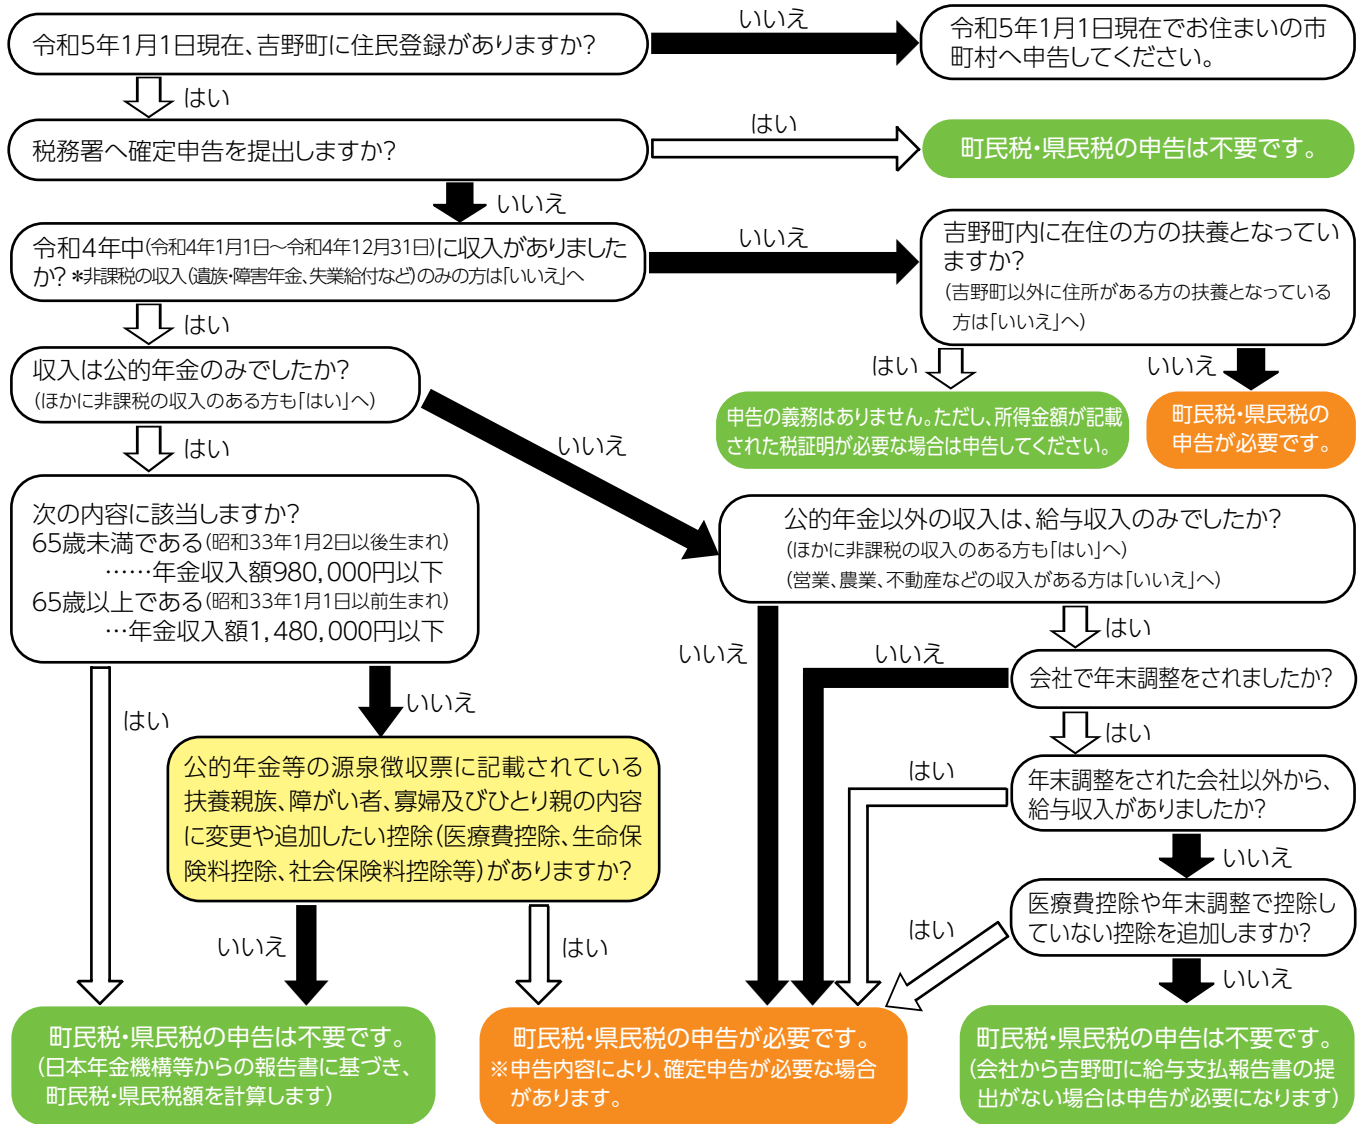 令和5年1月1日現在、吉野町に住民登録がありますか?
いいえ
令和5年1月1日現在でお住まいの市
町村へ申告してください。
はい
税務署へ確定申告を提出しますか?
はい
町民税・県民税の申告は不要です。
いいえ
令和4年中(令和4年1月1日～令和4年12月31日)に収入がありました
か? *非課税の収入(遺族・障害年金、失業給付など)のみの方は「いいえ」へ
いいえ
吉野町内に在住の方の扶養となってい
ますか?
(吉野町以外に住所がある方の扶養となっている
方は「いいえ」へ)
はい
収入は公的年金のみでしたか?
(ほかに非課税の収入のある方も「はい」へ)
はい
いいえ
申告の義務はありません。ただし、所得金額が記載
された税証明が必要な場合は申告してください。
町民税・県民税の
申告が必要です。
はい
いいえ
次の内容に該当しますか?
65歳未満である(昭和33年1月2日以後生まれ)
……年金収入額980,000円以下
65歳以上である(昭和33年1月1日以前生まれ)
…年金収入額1,480,000円以下
公的年金以外の収入は、給与収入のみでしたか?
(ほかに非課税の収入のある方も「はい」へ)
(営業、農業、不動産などの収入がある方は「いいえ」へ)
いいえ
はい
いいえ
会社で年末調整をされましたか?
はい
いいえ
はい
公的年金等の源泉徴収票に記載されている
扶養親族、障がい者、寡婦及びひとり親の内容
に変更や追加したい控除(医療費控除、生命保
険料控除、社会保険料控除等)がありますか?
はい
年末調整をされた会社以外から、
給与収入がありましたか?
いいえ
医療費控除や年末調整で控除し
ていない控除を追加しますか?
いいえ
はい
はい
いいえ
町民税・県民税の申告は不要です。
(日本年金機構等からの報告書に基づき、
町民税・県民税額を計算します)
町民税・県民税の申告が必要です。
※申告内容により、確定申告が必要な場合
があります。
町民税・県民税の申告は不要です。
(会社から吉野町に給与支払報告書の提
出がない場合は申告が必要になります)